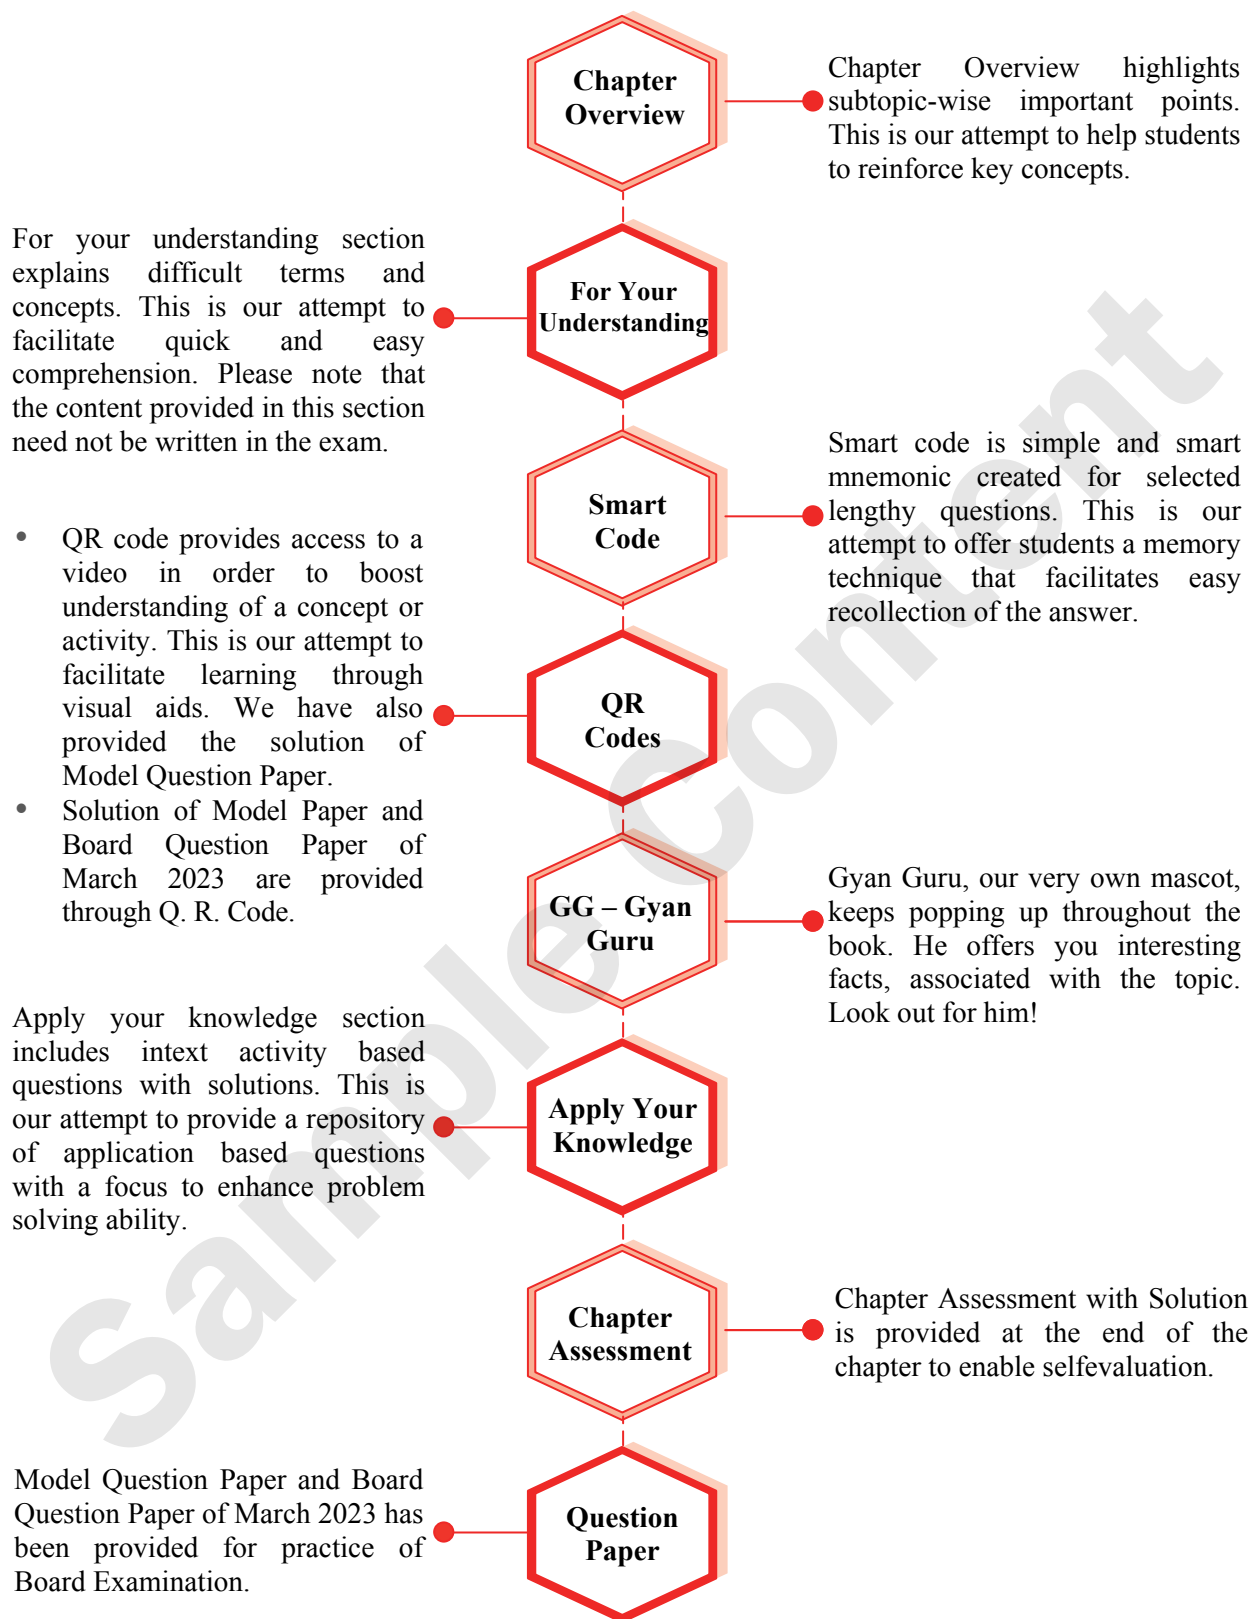 Chapter
Overview
Chapter Overview highlights
subtopic-wise important points.
This is our attempt to help students
to reinforce key concepts.
For your understanding section
explains difficult terms and
concepts. This is our attempt to
facilitate quick and easy
comprehension. Please note that
the content provided in this section
need not be written in the exam.
For Your
Understanding
Smart
Code
Smart code is simple and smart
mnemonic created for selected
lengthy questions. This is our
attempt to offer students a memory
technique that facilitates easy
recollection of the answer.
• QR code provides access to a
video in order to boost
understanding of a concept or
activity. This is our attempt to
facilitate learning through
visual aids. We have also
provided the solution of
Model Question Paper.
• Solution of Model Paper and
Board Question Paper of
March 2023 are provided
through Q. R. Code.
QR
Codes
GG – Gyan
Guru
Gyan Guru, our very own mascot,
keeps popping up throughout the
book. He offers you interesting
facts, associated with the topic.
Look out for him!
Apply your knowledge section
includes intext activity based
questions with solutions. This is
our attempt to provide a repository
of application based questions
with a focus to enhance problem
solving ability.
Apply Your
Knowledge
Chapter
Assessment
Chapter Assessment with Solution
is provided at the end of the
chapter to enable selfevaluation.
Model Question Paper and Board
Question Paper of March 2023 has
been provided for practice of
Board Examination.
Question
Paper
Sample Content